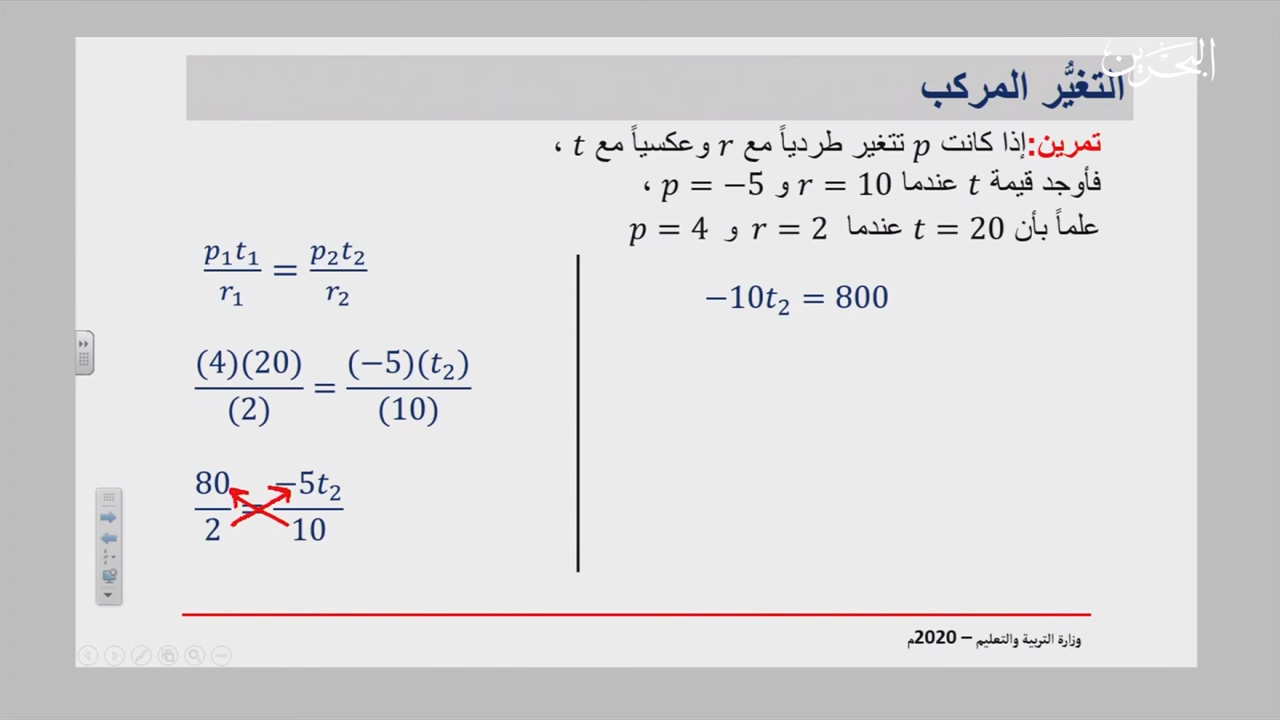 البحرين
التغيُّر المركب
تمرين:إذا كانت p تتغير طردياً مع r وعكسياً مع t ،
فأوجد قيمة t عندما r = 10 و p = −5 ،
علماً بأن t = 20 عندما r = 2 و p = 4
p₁t₁/r₁ = p₂t₂/r₂
(4)(20)/(2) = (−5)(t₂)/(10)
80/2 = −5t₂/10
−10t₂ = 800
وزارة التربية والتعليم – 2020م